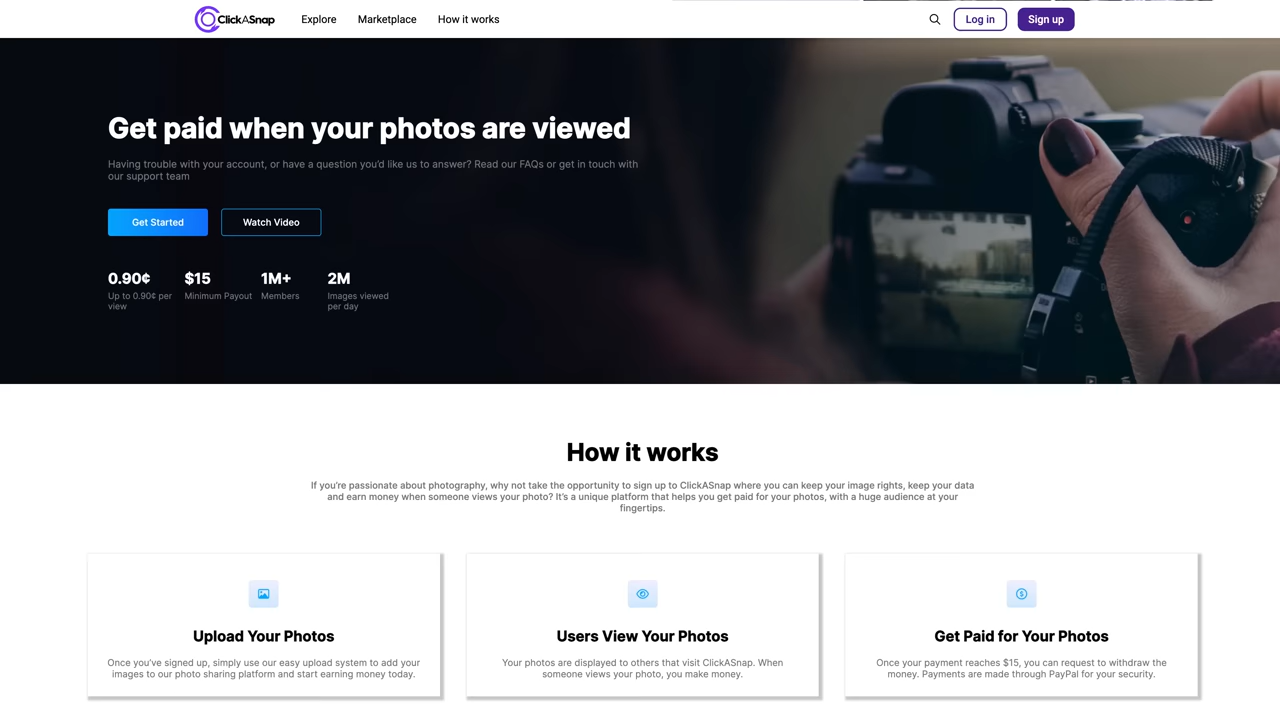 ClickASnap
Explore
Marketplace
How it works
Log in
Sign up
Get paid when your photos are viewed
Having trouble with your account, or have a question you'd like us to answer? Read our FAQs or get in touch with
our support team
Get Started
Watch Video
0.90¢
Up to 0.90¢ per
view
$15
Minimum Payout
1M+
Members
2M
Images viewed
per day
How it works
If you're passionate about photography, why not take the opportunity to sign up to ClickASnap where you can keep your image rights, keep your data
and earn money when someone views your photo? It's a unique platform that helps you get paid for your photos, with a huge audience at your
fingertips.
Upload Your Photos
Once you've signed up, simply use our easy upload system to add your
images to our photo sharing platform and start earning money today.
Users View Your Photos
Your photos are displayed to others that visit ClickASnap. When
someone views your photo, you make money.
Get Paid for Your Photos
Once your payment reaches $15, you can request to withdraw the
money. Payments are made through PayPal for your security.